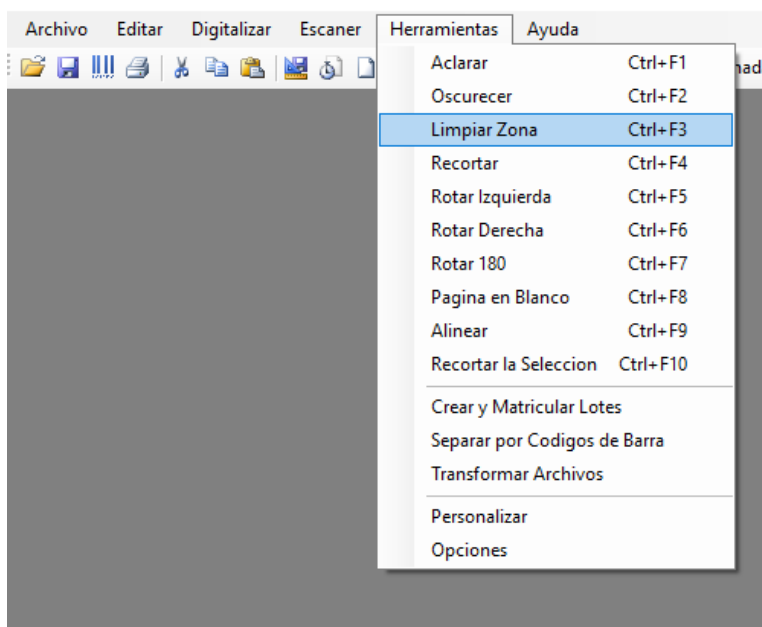 Archivo Editar Digitalizar Escaner Herramientas Ayuda
Aclarar Ctrl+F1
Oscurecer Ctrl+F2
Limpiar Zona Ctrl+F3
Recortar Ctrl+F4
Rotar Izquierda Ctrl+F5
Rotar Derecha Ctrl+F6
Rotar 180 Ctrl+F7
Pagina en Blanco Ctrl+F8
Alinear Ctrl+F9
Recortar la Seleccion Ctrl+F10
Crear y Matricular Lotes
Separar por Codigos de Barra
Transformar Archivos
Personalizar
Opciones